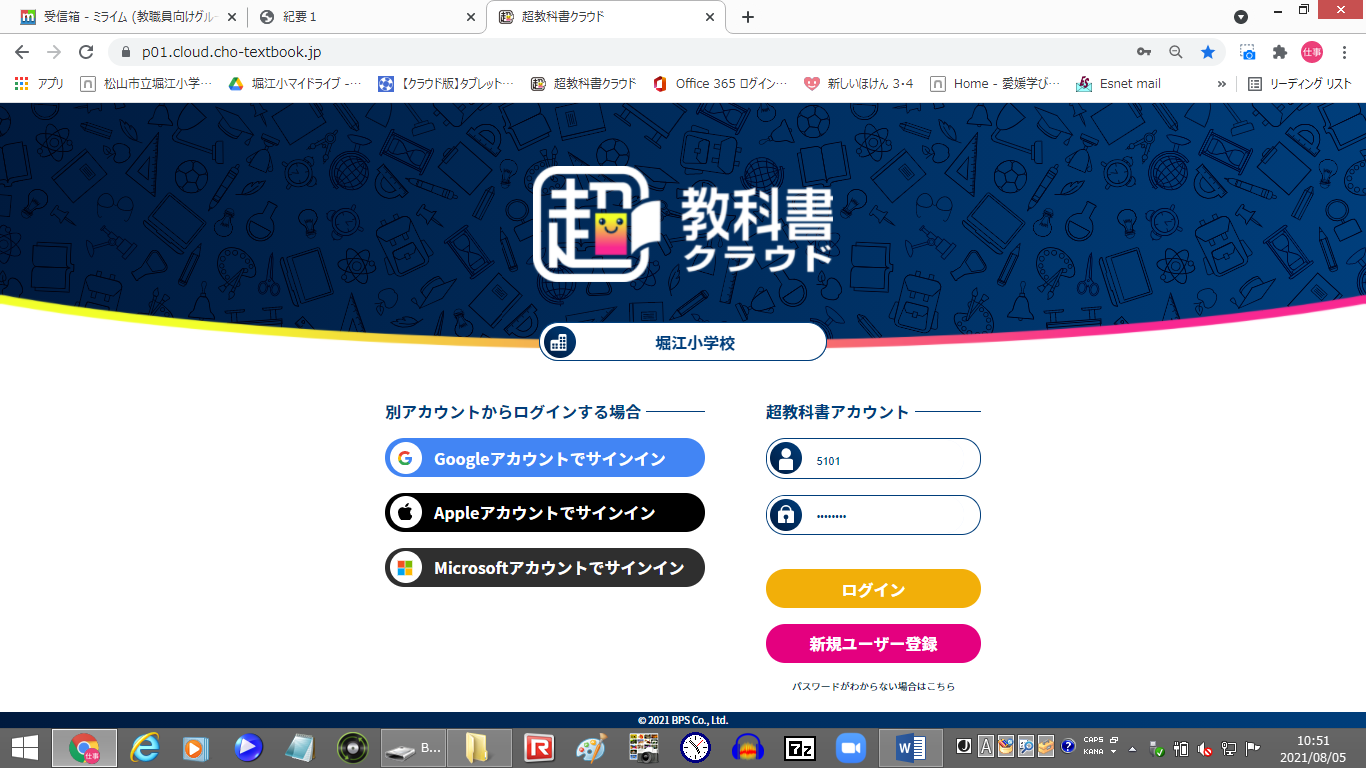 受信箱 - ミライム (教職員向けグル
紀要１
超教科書クラウド
p01.cloud.cho-textbook.jp
仕事
アプリ
松山市立堀江小学…
堀江小マイドライブ -…
【クラウド版】タブレット…
超教科書クラウド
Office 365 ログイン…
新しいほけん 3・4
Home - 愛媛学び…
Esnet mail
»
リーディング リスト
超
教科書
クラウド
堀江小学校
別アカウントからログインする場合
超教科書アカウント
Googleアカウントでサインイン
5101
Appleアカウントでサインイン
••••••••
Microsoftアカウントでサインイン
ログイン
新規ユーザー登録
パスワードがわからない場合はこちら
© 2021 BPS Co., Ltd.
仕事
B...
R
7z
W
A
CAPS
KANA
10:51
2021/08/05